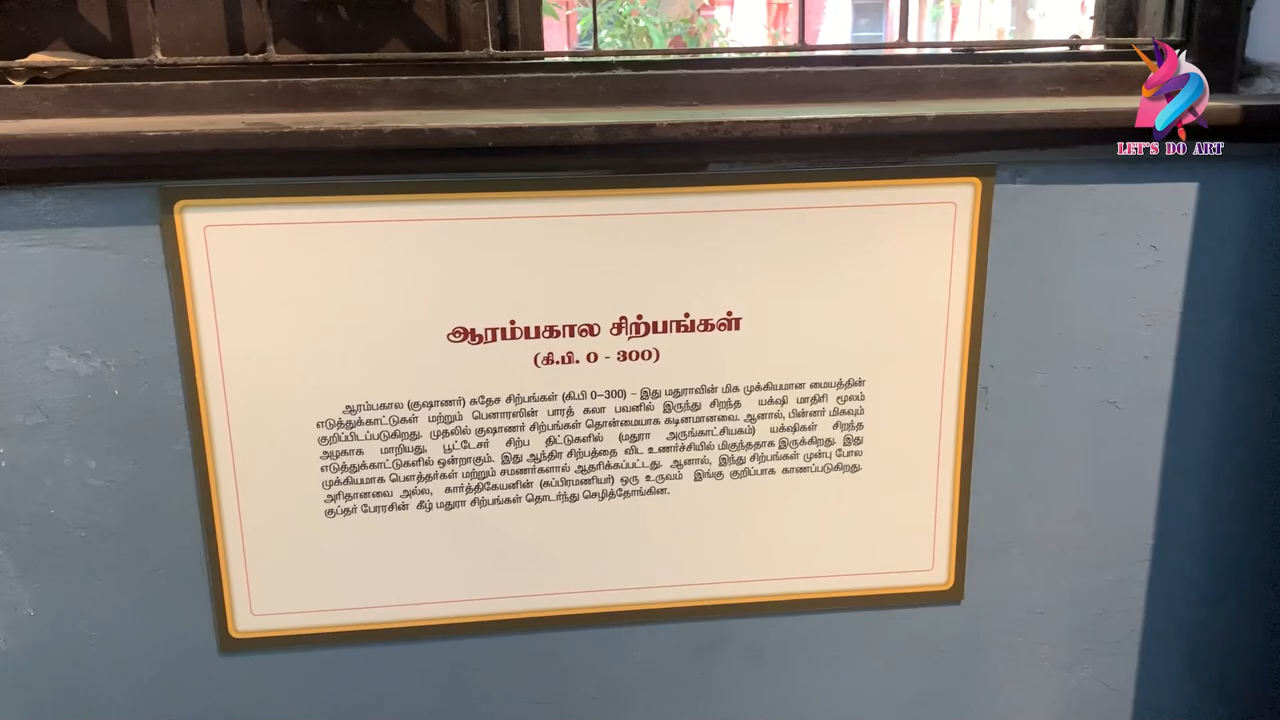 LET'S DO ART
ஆரம்பகால சிற்பங்கள்
(கி.பி. 0 - 300)
ஆரம்பகால (குஷாணர்) சுதேச சிற்பங்கள் (கி.பி 0–300) – இது மதுராவின் மிக முக்கியமான மையத்தின்
எடுத்துக்காட்டுகள் மற்றும் பெனாரஸின் பாரத் கலா பவனில் இருந்து சிறந்த யக்ஷி மாதிரி மூலம்
குறிப்பிடப்படுகிறது. முதலில் குஷாணர் சிற்பங்கள் தொன்மையாக கடினமானவை. ஆனால், பின்னர் மிகவும்
அழகாக மாறியது, பூட்டேசர் சிற்ப திட்டுகளில் (மதுரா அருங்காட்சியகம்) யக்ஷிகள் சிறந்த
எடுத்துக்காட்டுகளில் ஒன்றாகும். இது ஆந்திர சிற்பத்தை விட உணர்ச்சியில் மிகுந்ததாக இருக்கிறது. இது
முக்கியமாக பௌத்தர்கள் மற்றும் சமணர்களால் ஆதரிக்கப்பட்டது. ஆனால், இந்து சிற்பங்கள் முன்பு போல
அரிதானவை அல்ல, கார்த்திகேயனின் (சுப்பிரமணியர்) ஒரு உருவம் இங்கு குறிப்பாக காணப்படுகிறது.
குப்தர் பேரரசின் கீழ் மதுரா சிற்பங்கள் தொடர்ந்து செழித்தோங்கின.